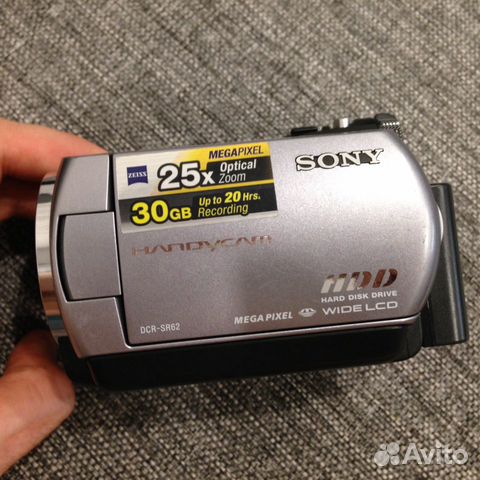 ZEISS
MEGAPIXEL
25x Optical Zoom
30GB Up to 20 Hrs. Recording
SONY
HANDYCAM
HDD
HARD DISK DRIVE
DCR-SR62
MEGA PIXEL WIDE LCD
Avito